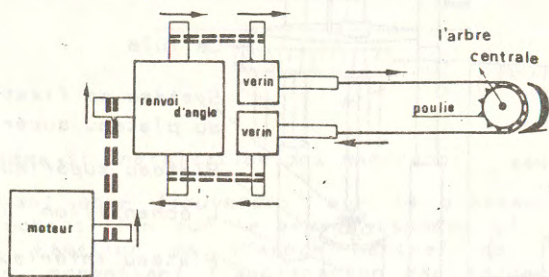 l'arbre
centrale
verin
renvoi
d'angle
poulie
verin
moteur